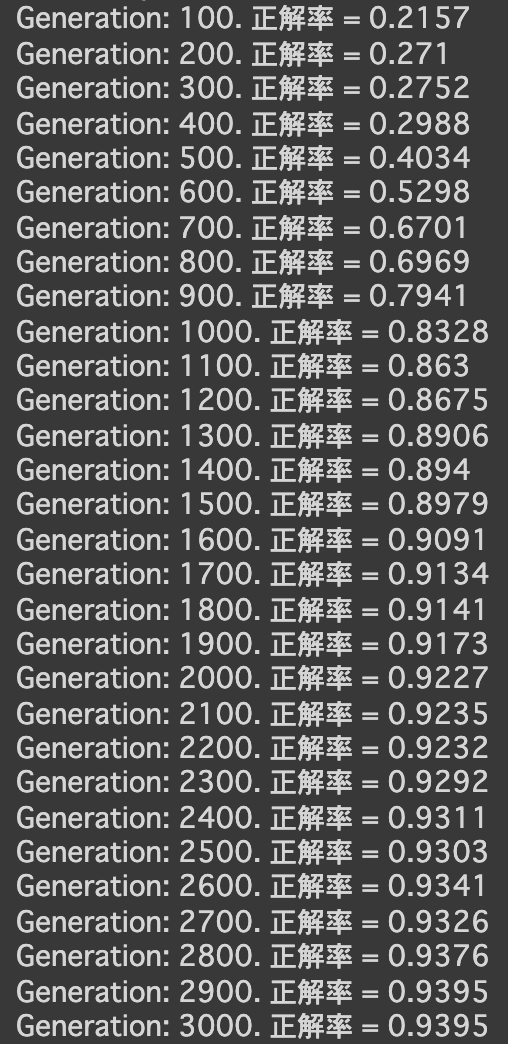 Generation: 100. 正解率 = 0.2157
Generation: 200. 正解率 = 0.271
Generation: 300. 正解率 = 0.2752
Generation: 400. 正解率 = 0.2988
Generation: 500. 正解率 = 0.4034
Generation: 600. 正解率 = 0.5298
Generation: 700. 正解率 = 0.6701
Generation: 800. 正解率 = 0.6969
Generation: 900. 正解率 = 0.7941
Generation: 1000. 正解率 = 0.8328
Generation: 1100. 正解率 = 0.863
Generation: 1200. 正解率 = 0.8675
Generation: 1300. 正解率 = 0.8906
Generation: 1400. 正解率 = 0.894
Generation: 1500. 正解率 = 0.8979
Generation: 1600. 正解率 = 0.9091
Generation: 1700. 正解率 = 0.9134
Generation: 1800. 正解率 = 0.9141
Generation: 1900. 正解率 = 0.9173
Generation: 2000. 正解率 = 0.9227
Generation: 2100. 正解率 = 0.9235
Generation: 2200. 正解率 = 0.9232
Generation: 2300. 正解率 = 0.9292
Generation: 2400. 正解率 = 0.9311
Generation: 2500. 正解率 = 0.9303
Generation: 2600. 正解率 = 0.9341
Generation: 2700. 正解率 = 0.9326
Generation: 2800. 正解率 = 0.9376
Generation: 2900. 正解率 = 0.9395
Generation: 3000. 正解率 = 0.9395